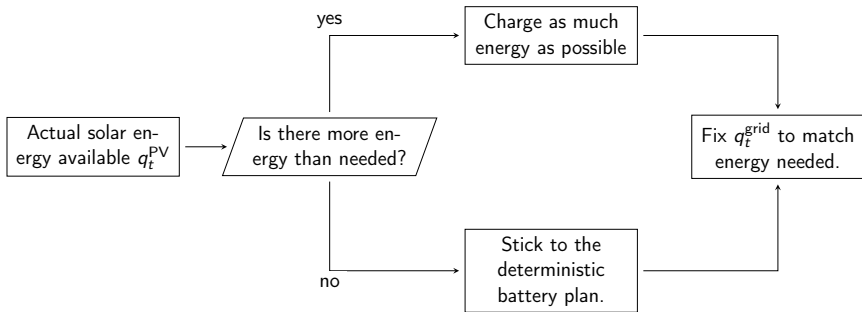 yes
Charge as much
energy as possible
Actual solar en-
ergy available $q_t^{PV}$
Is there more en-
ergy than needed?
Fix $q_t^{grid}$ to match
energy needed.
Stick to the
deterministic
battery plan.
no